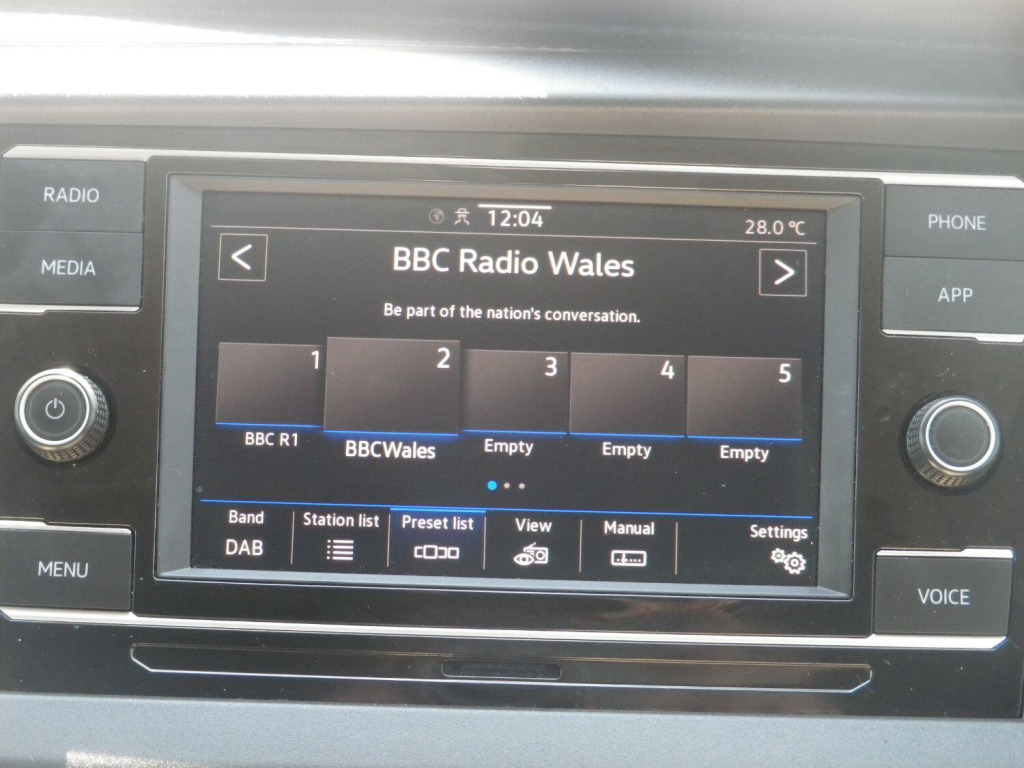 RADIO
MEDIA
MENU
12:04
28.0 °C
<
BBC Radio Wales
>
Be part of the nation's conversation.
1
2
3
4
5
BBC R1
BBCWales
Empty
Empty
Empty
Band
DAB
Station list
Preset list
View
Manual
Settings
PHONE
APP
VOICE